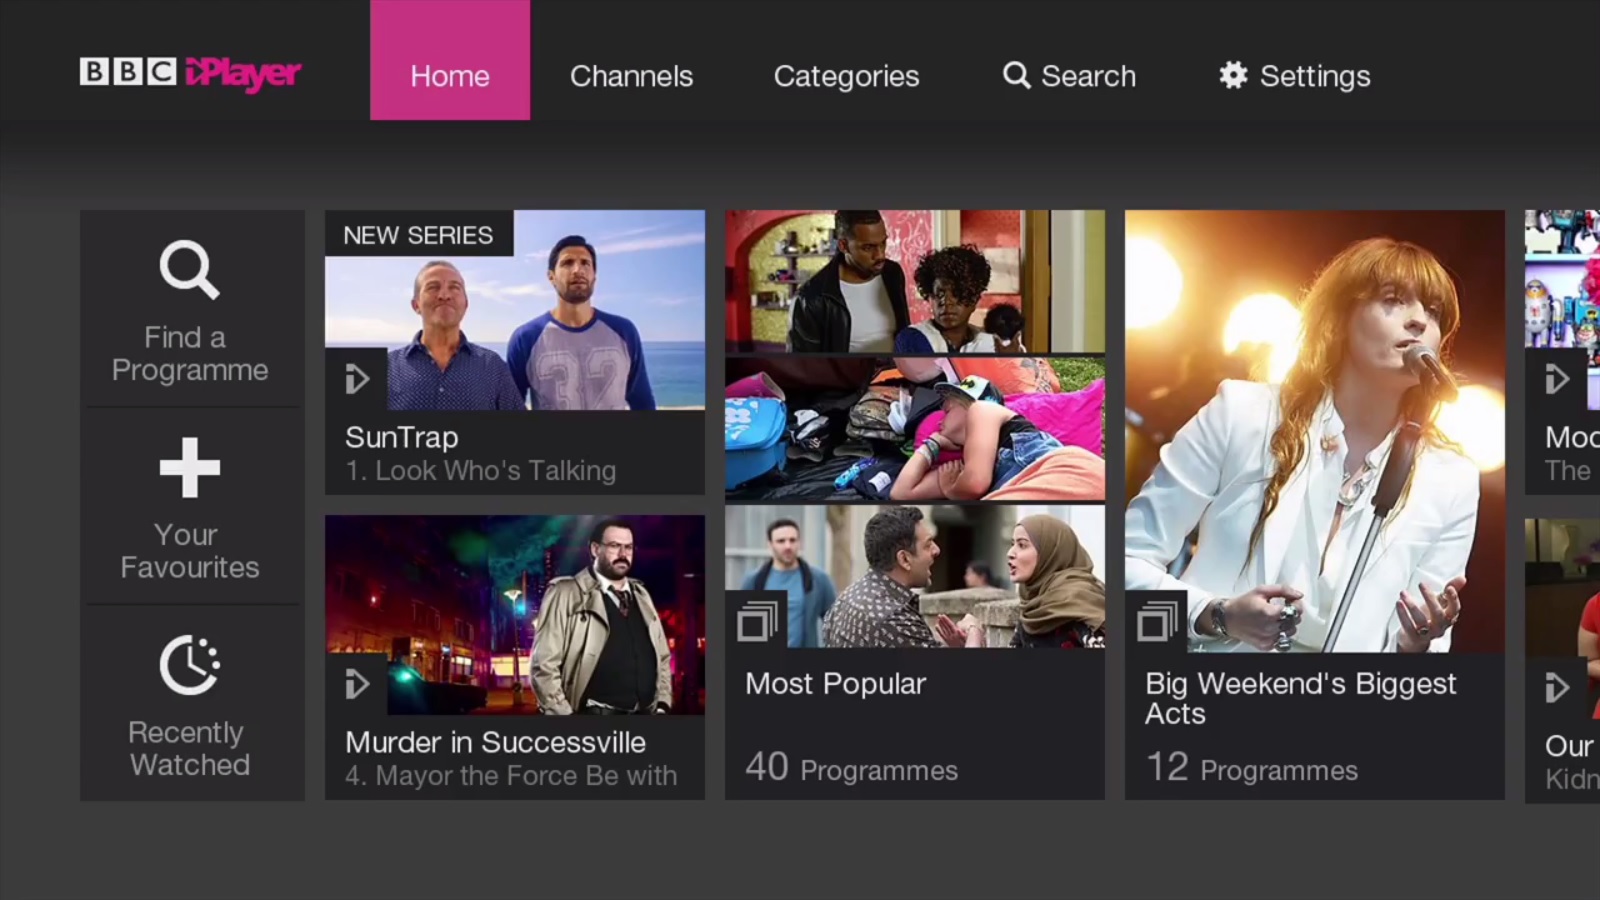 BBC iPlayer
Home
Channels
Categories
Search
Settings
Find a
Programme
Your
Favourites
Recently
Watched
NEW SERIES
32
SunTrap
1. Look Who's Talking
Murder in Successville
4. Mayor the Force Be with
Most Popular
40 Programmes
Big Weekend's Biggest
Acts
12 Programmes
The
Our